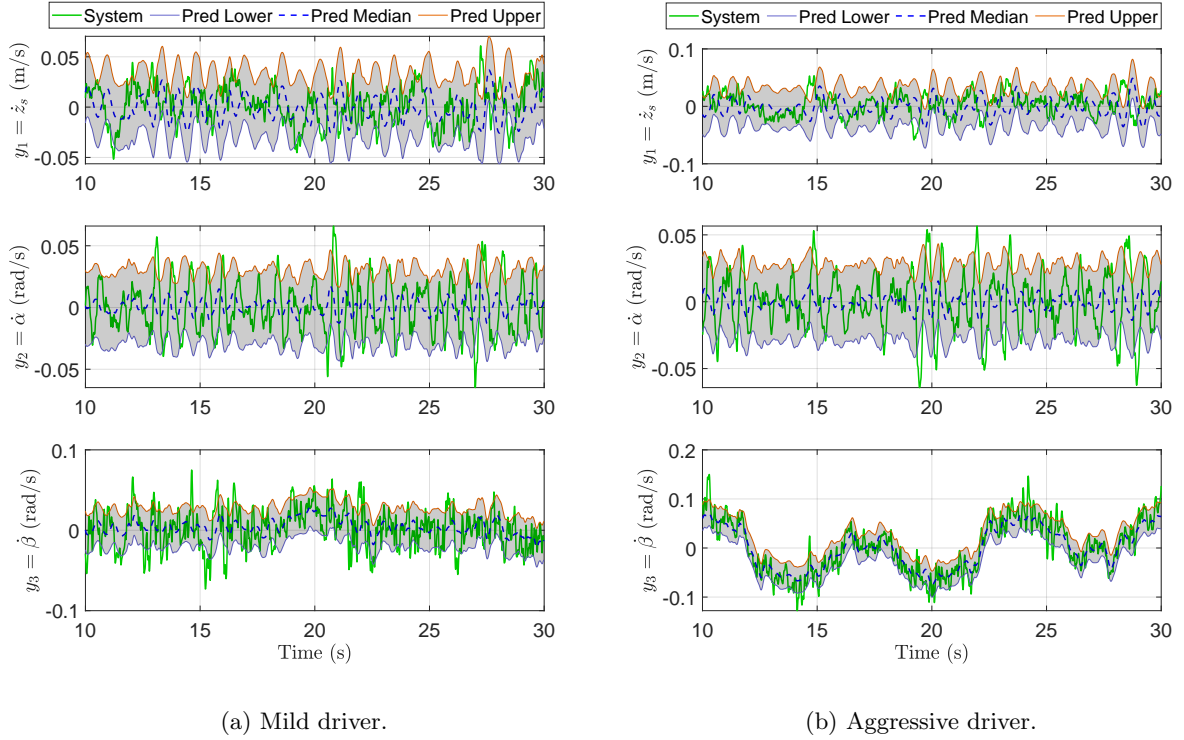 System Pred Lower Pred Median Pred Upper
y₁ = ż_s (m/s)
0.05
0
-0.05
10 15 20 25 30
y₂ = α̇ (rad/s)
0.05
0
-0.05
10 15 20 25 30
y₃ = β̇ (rad/s)
0.1
0
-0.1
10 15 20 25 30
Time (s)
(a) Mild driver.
System Pred Lower Pred Median Pred Upper
y₁ = ż_s (m/s)
0.1
0
-0.1
10 15 20 25 30
y₂ = α̇ (rad/s)
0.05
0
-0.05
10 15 20 25 30
y₃ = β̇ (rad/s)
0.2
0.1
0
-0.1
10 15 20 25 30
Time (s)
(b) Aggressive driver.